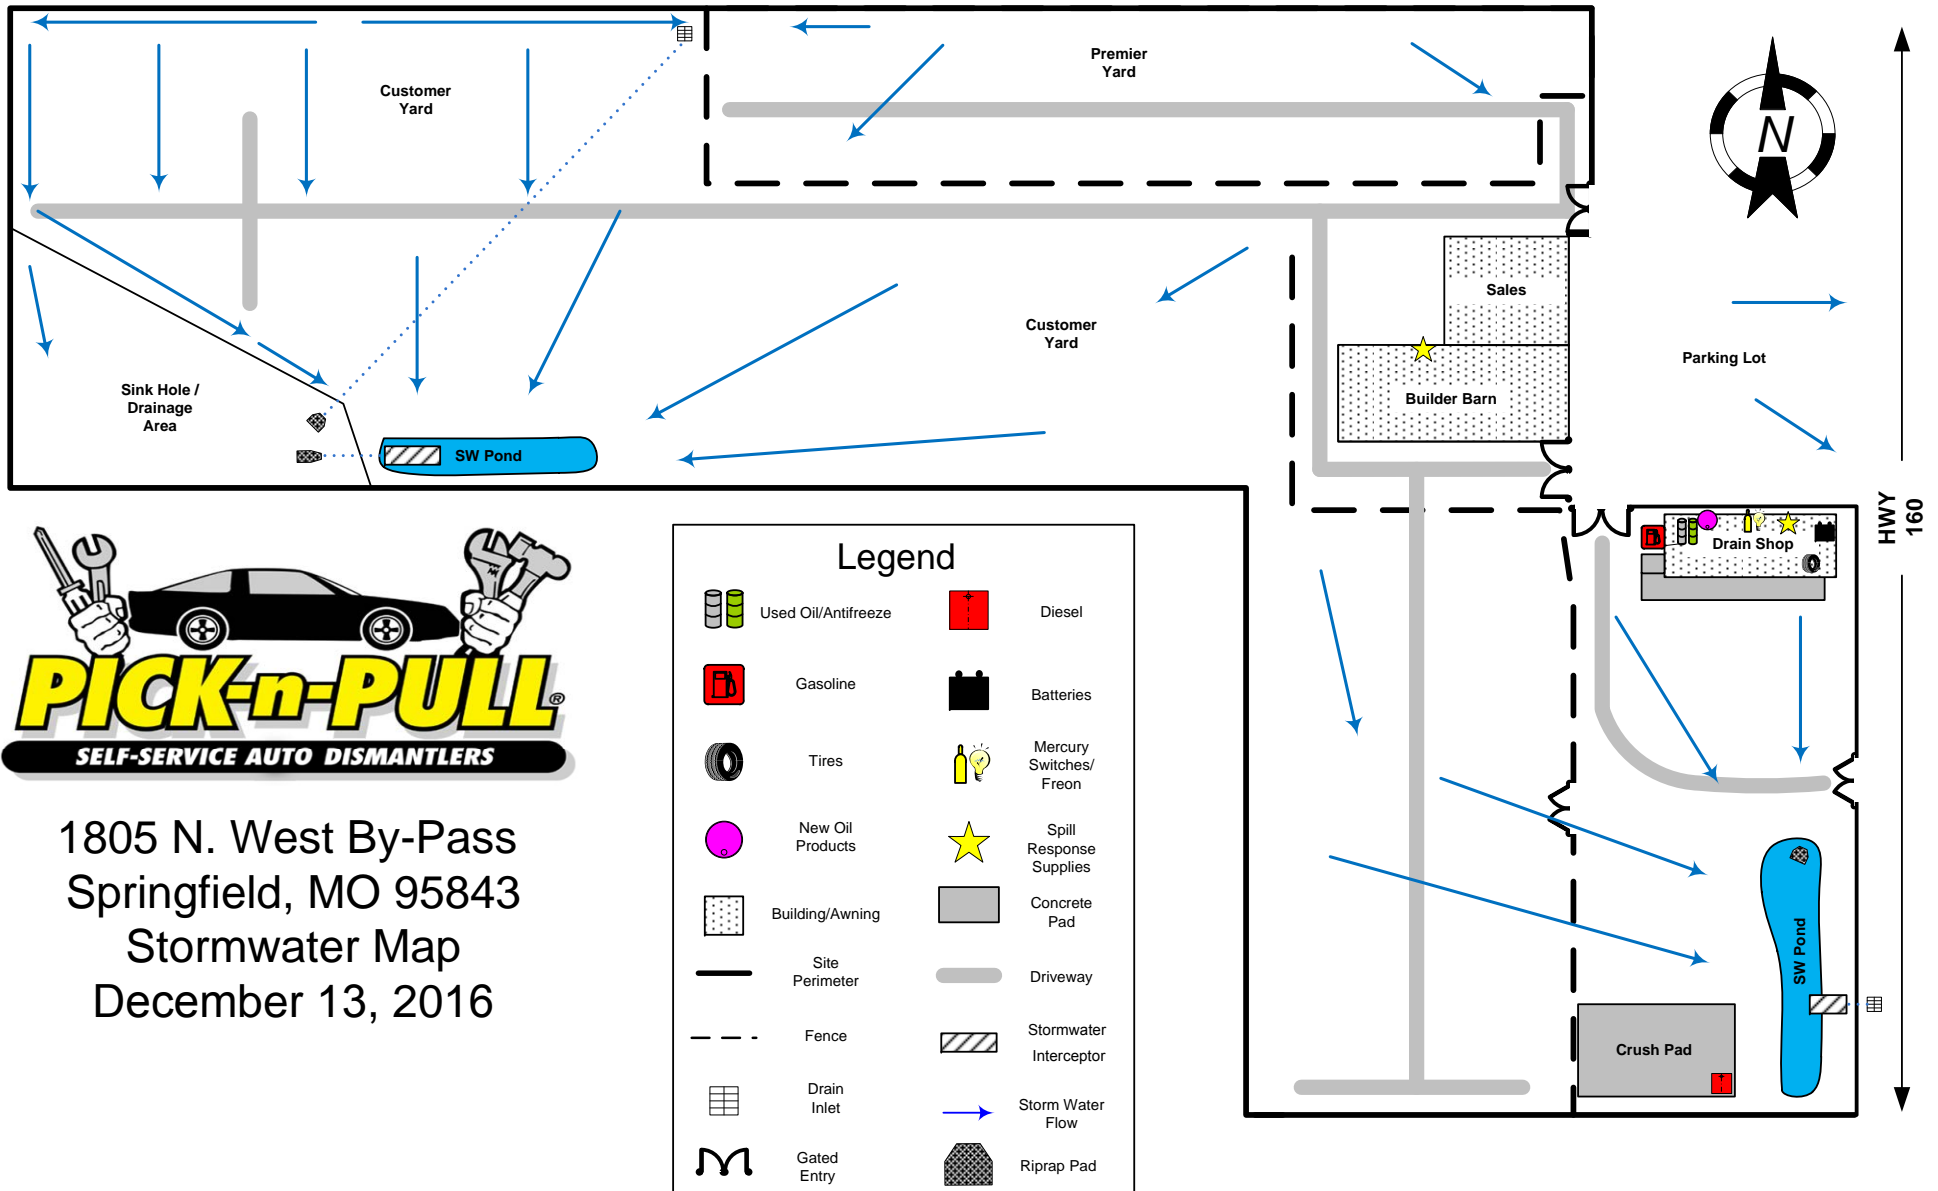 Premier
Yard
Customer
Yard
N
Sales
Customer
Yard
Parking Lot
Builder Barn
Sink Hole /
Drainage
Area
SW Pond
HWY
160
Drain Shop
PICK-n-PULL®
SELF-SERVICE AUTO DISMANTLERS
1805 N. West By-Pass
Springfield, MO 95843
Stormwater Map
December 13, 2016
Legend
Used Oil/Antifreeze
Diesel
Gasoline
Batteries
Tires
Mercury
Switches/
Freon
New Oil
Products
Spill
Response
Supplies
Building/Awning
Concrete
Pad
Site
Perimeter
Driveway
Fence
Stormwater
Interceptor
Drain
Inlet
Storm Water
Flow
Gated
Entry
Riprap Pad
SW Pond
Crush Pad